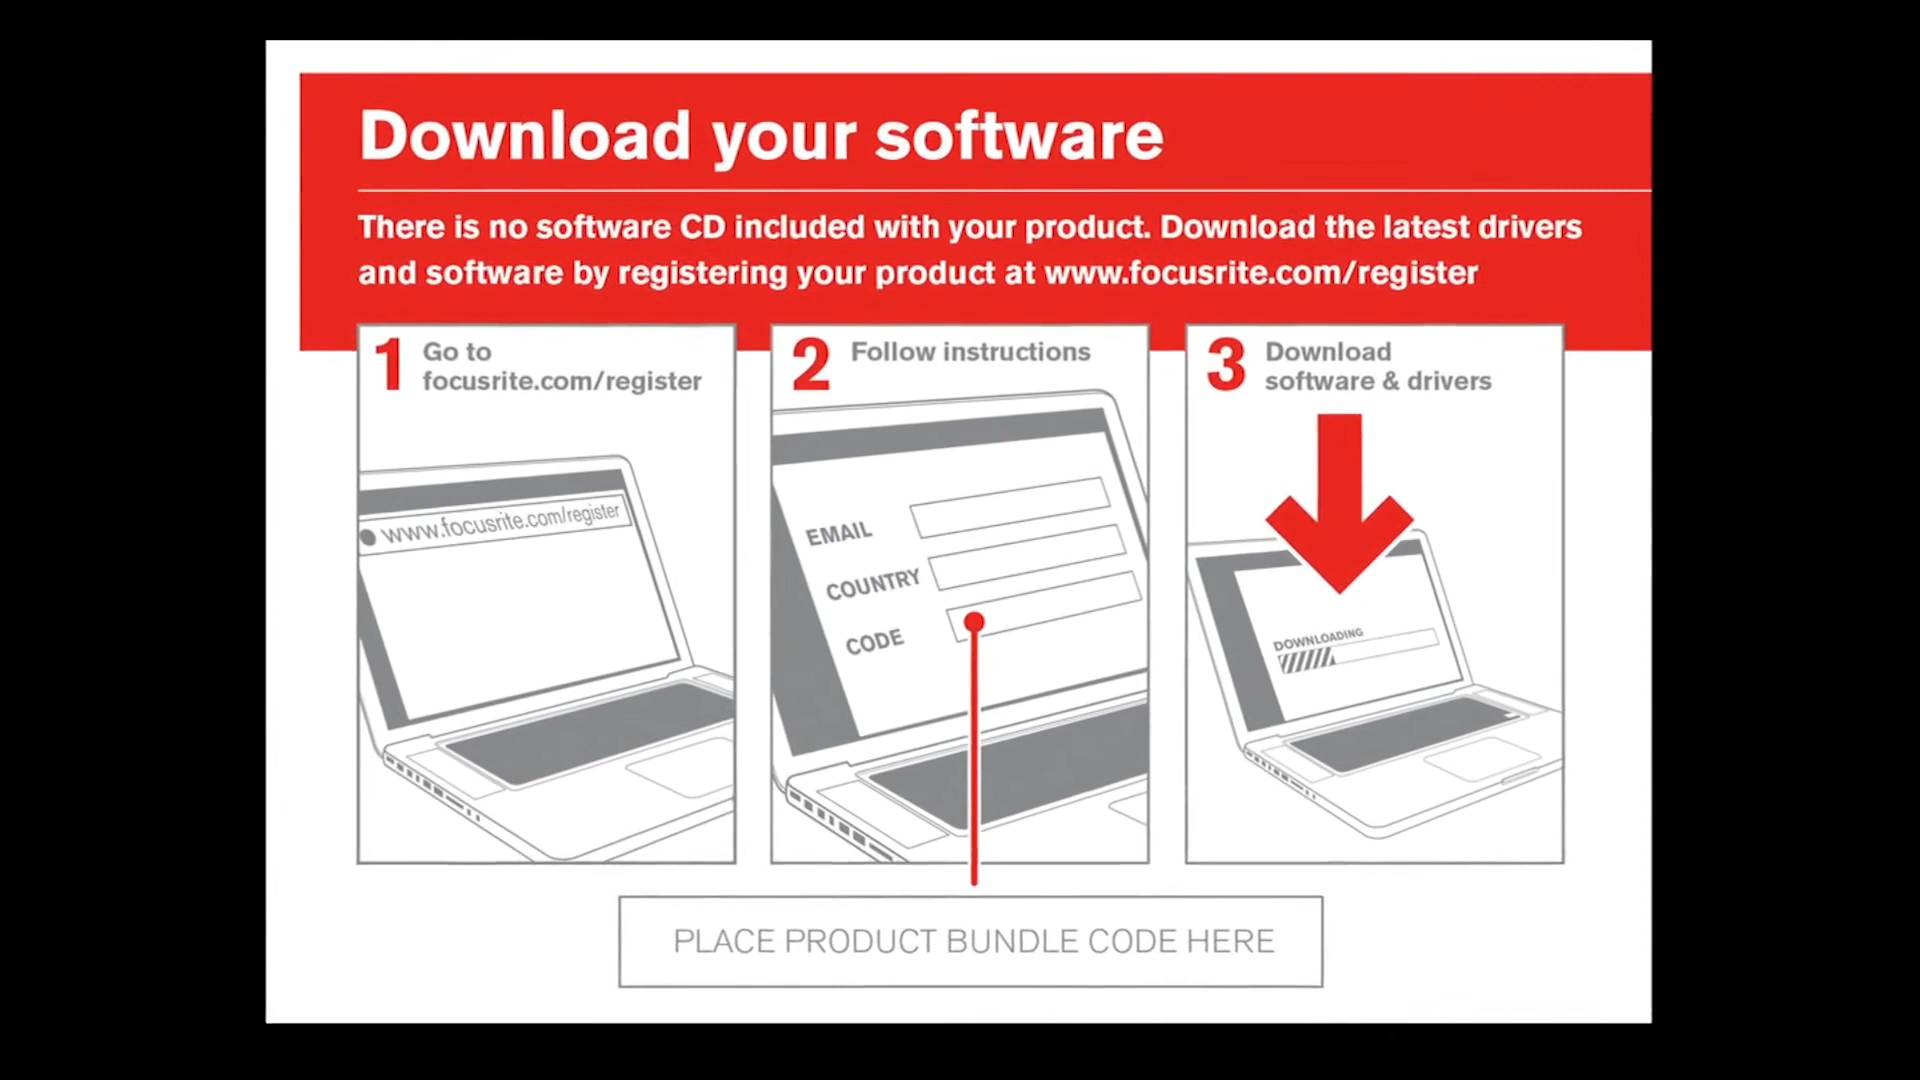 Download your software
There is no software CD included with your product. Download the latest drivers
and software by registering your product at www.focusrite.com/register
1 Go to
focusrite.com/register
www.focusrite.com/register
2 Follow instructions
EMAIL
COUNTRY
CODE
3 Download
software & drivers
DOWNLOADING
PLACE PRODUCT BUNDLE CODE HERE